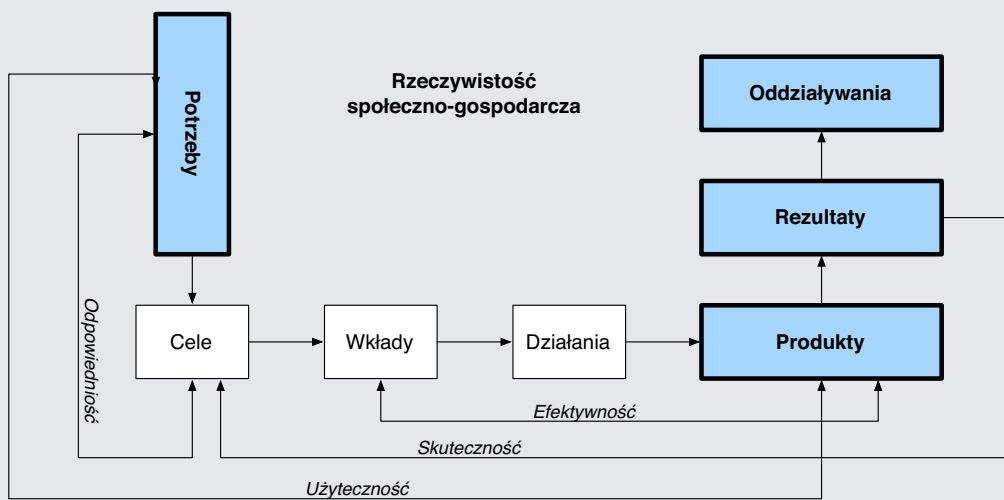 Potrzeby
Rzeczywistość
społeczno-gospodarcza
Oddziaływania
Rezultaty
Odpowiedniość
Cele
Wkłady
Działania
Produkty
Efektywność
Skuteczność
Użyteczność